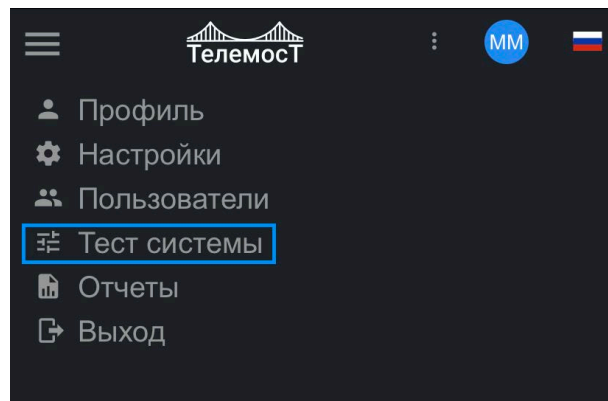 ТелемосТ
ММ
Профиль
Настройки
Пользователи
Тест системы
Отчеты
Выход